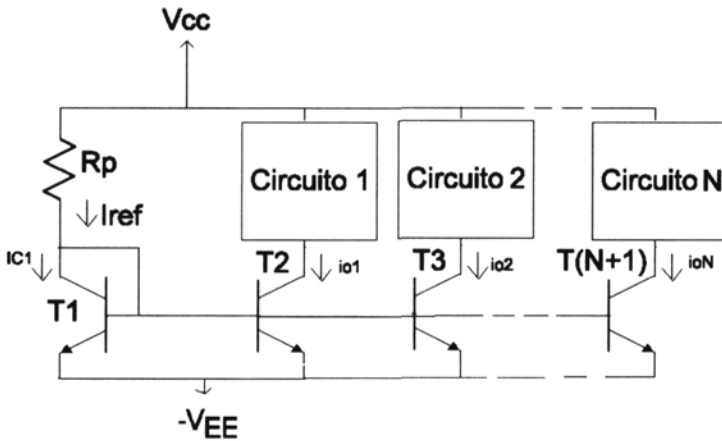 Vcc
Rp
Circuito 1
Circuito 2
Circuito N
Iref
IC1
T2
io1
T3
io2
T(N+1)
ioN
T1
-VEE